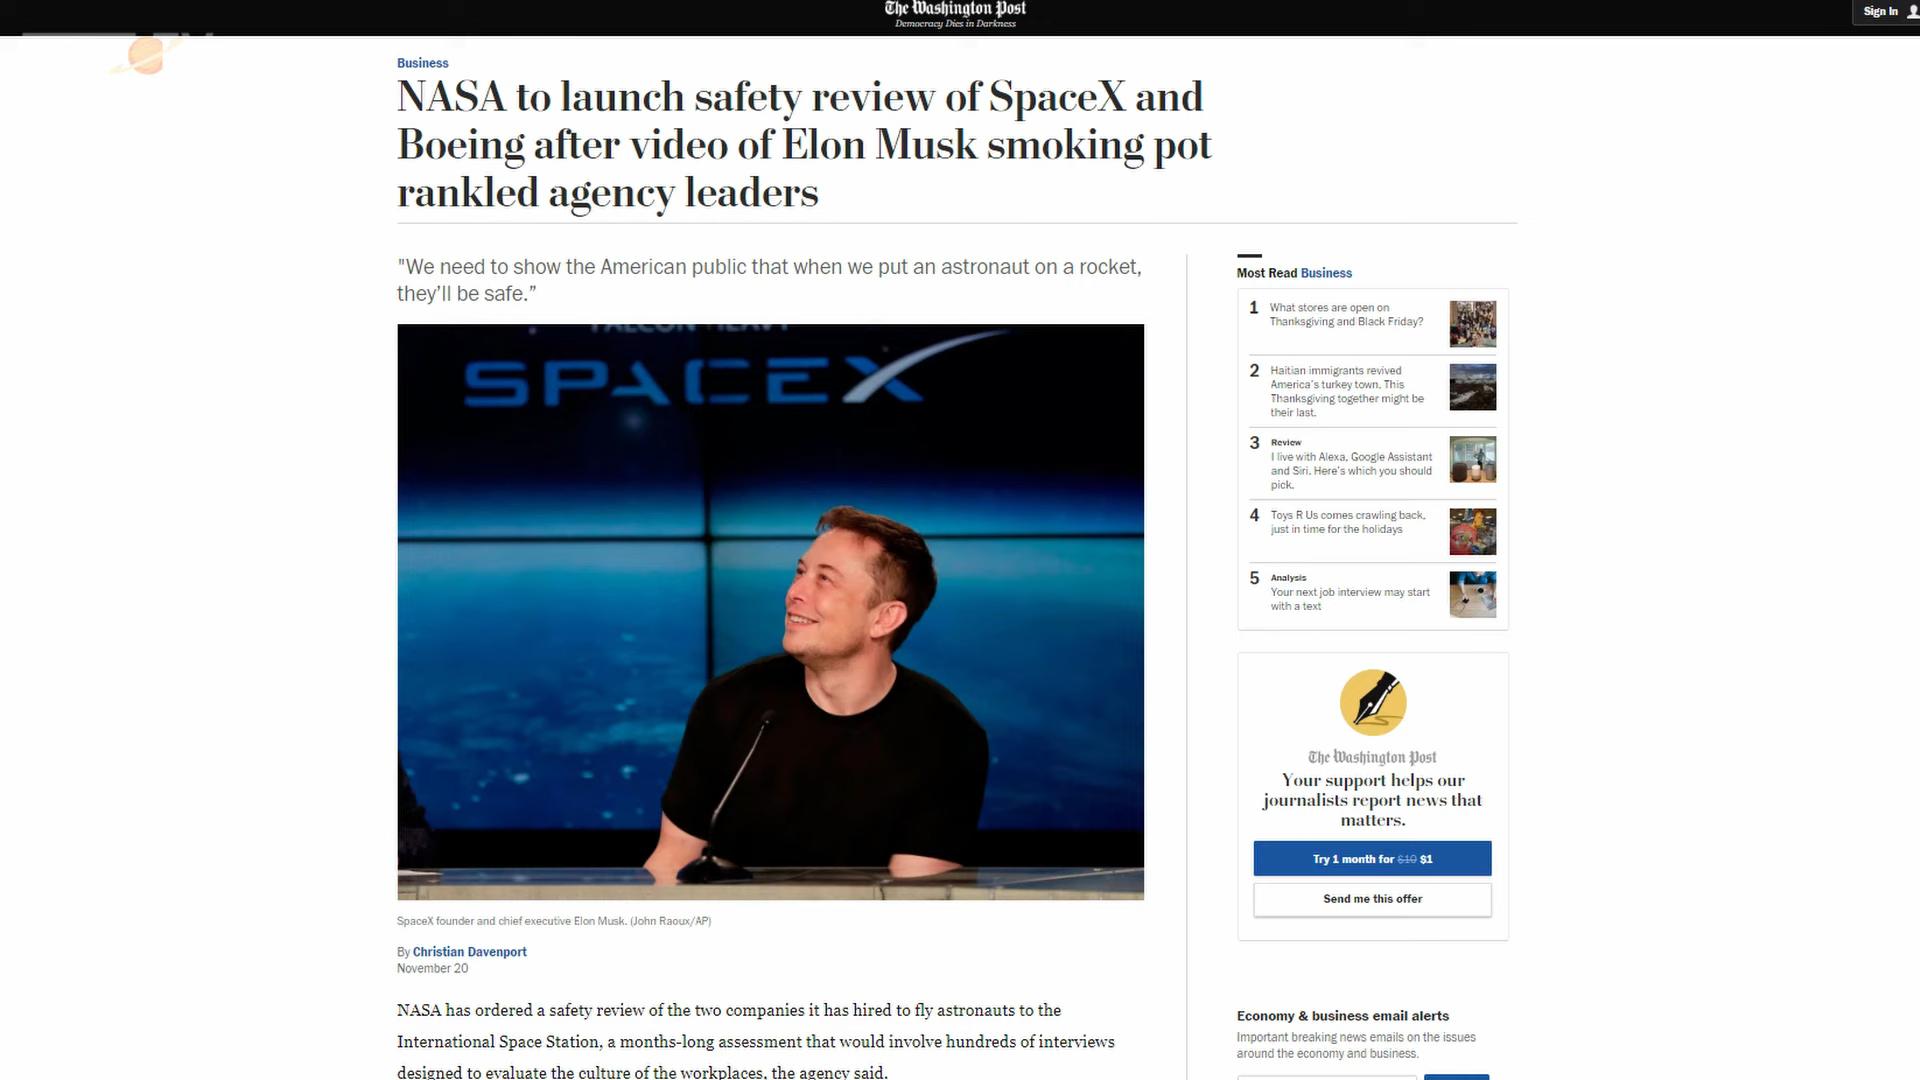 The Washington Post
Democracy Dies in Darkness
Sign In
Business
NASA to launch safety review of SpaceX and
Boeing after video of Elon Musk smoking pot
rankled agency leaders
"We need to show the American public that when we put an astronaut on a rocket,
they’ll be safe.”
FALCON HEAVY
SPACEX
SpaceX founder and chief executive Elon Musk. (John Raoux/AP)
By Christian Davenport
November 20
NASA has ordered a safety review of the two companies it has hired to fly astronauts to the
International Space Station, a months-long assessment that would involve hundreds of interviews
designed to evaluate the culture of the workplaces, the agency said.
Most Read Business
1 What stores are open on
Thanksgiving and Black Friday?
2 Haitian immigrants revived
America’s turkey town. This
Thanksgiving together might be
their last.
3 Review
I live with Alexa, Google Assistant
and Siri. Here’s which you should
pick.
4 Toys R Us comes crawling back,
just in time for the holidays
5 Analysis
Your next job interview may start
with a text
The Washington Post
Your support helps our
journalists report news that
matters.
Try 1 month for $10 $1
Send me this offer
Economy & business email alerts
Important breaking news emails on the issues
around the economy and business.